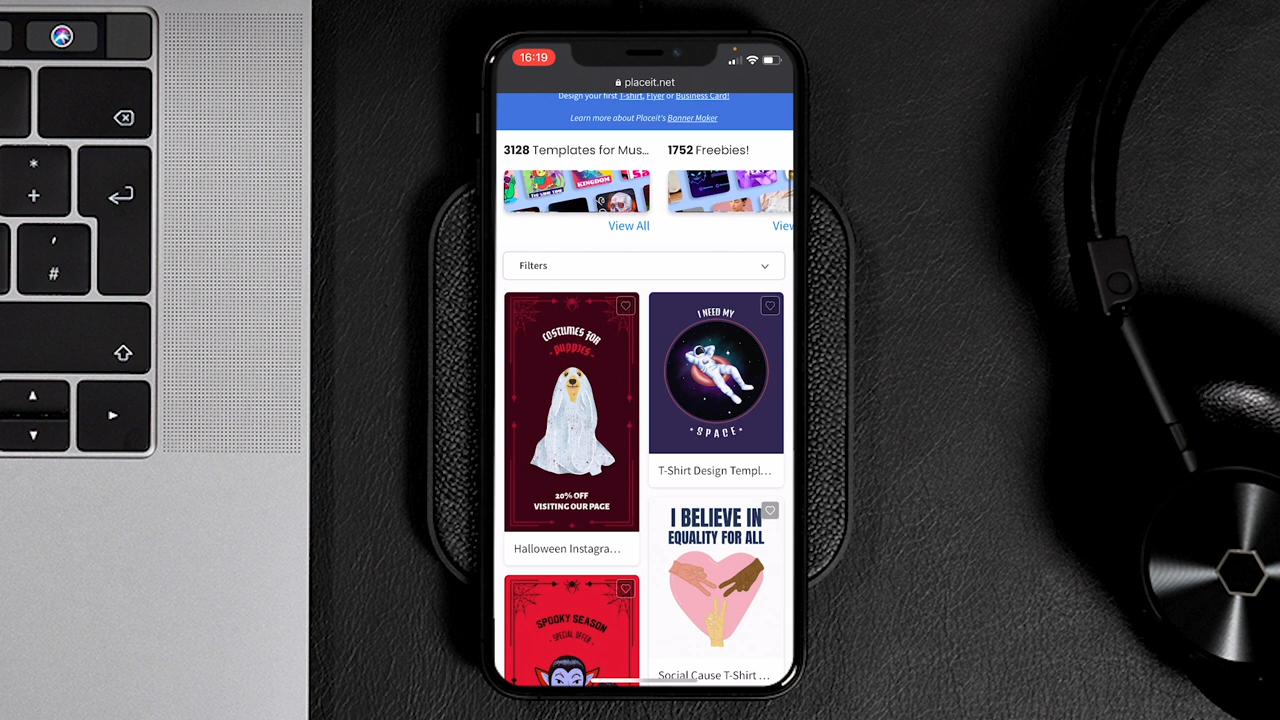 16:19
placeit.net
Design your first T-shirt, Flyer or Business Card!
Learn more about Placeit's Banner Maker
3128 Templates for Mus...
1752 Freebies!
KINGDOM
View All
View
Filters
COSTUMES FOR
PUPPIES
20% OFF
VISITING OUR PAGE
Halloween Instagra...
I NEED MY
SPACE
T-Shirt Design Templ...
I BELIEVE IN
EQUALITY FOR ALL
Social Cause T-Shirt ...
SPOOKY SEASON
SPECIAL OFFER
*
+
'
#